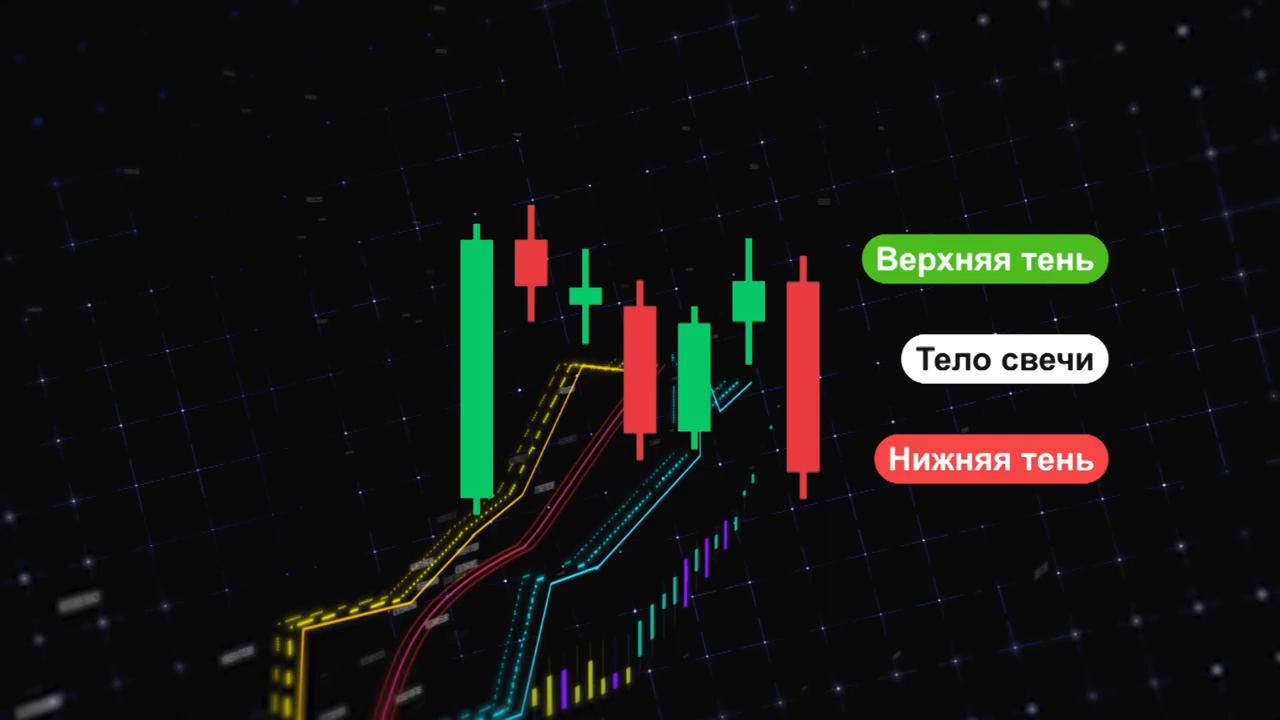 Верхняя тень
Тело свечи
Нижняя тень